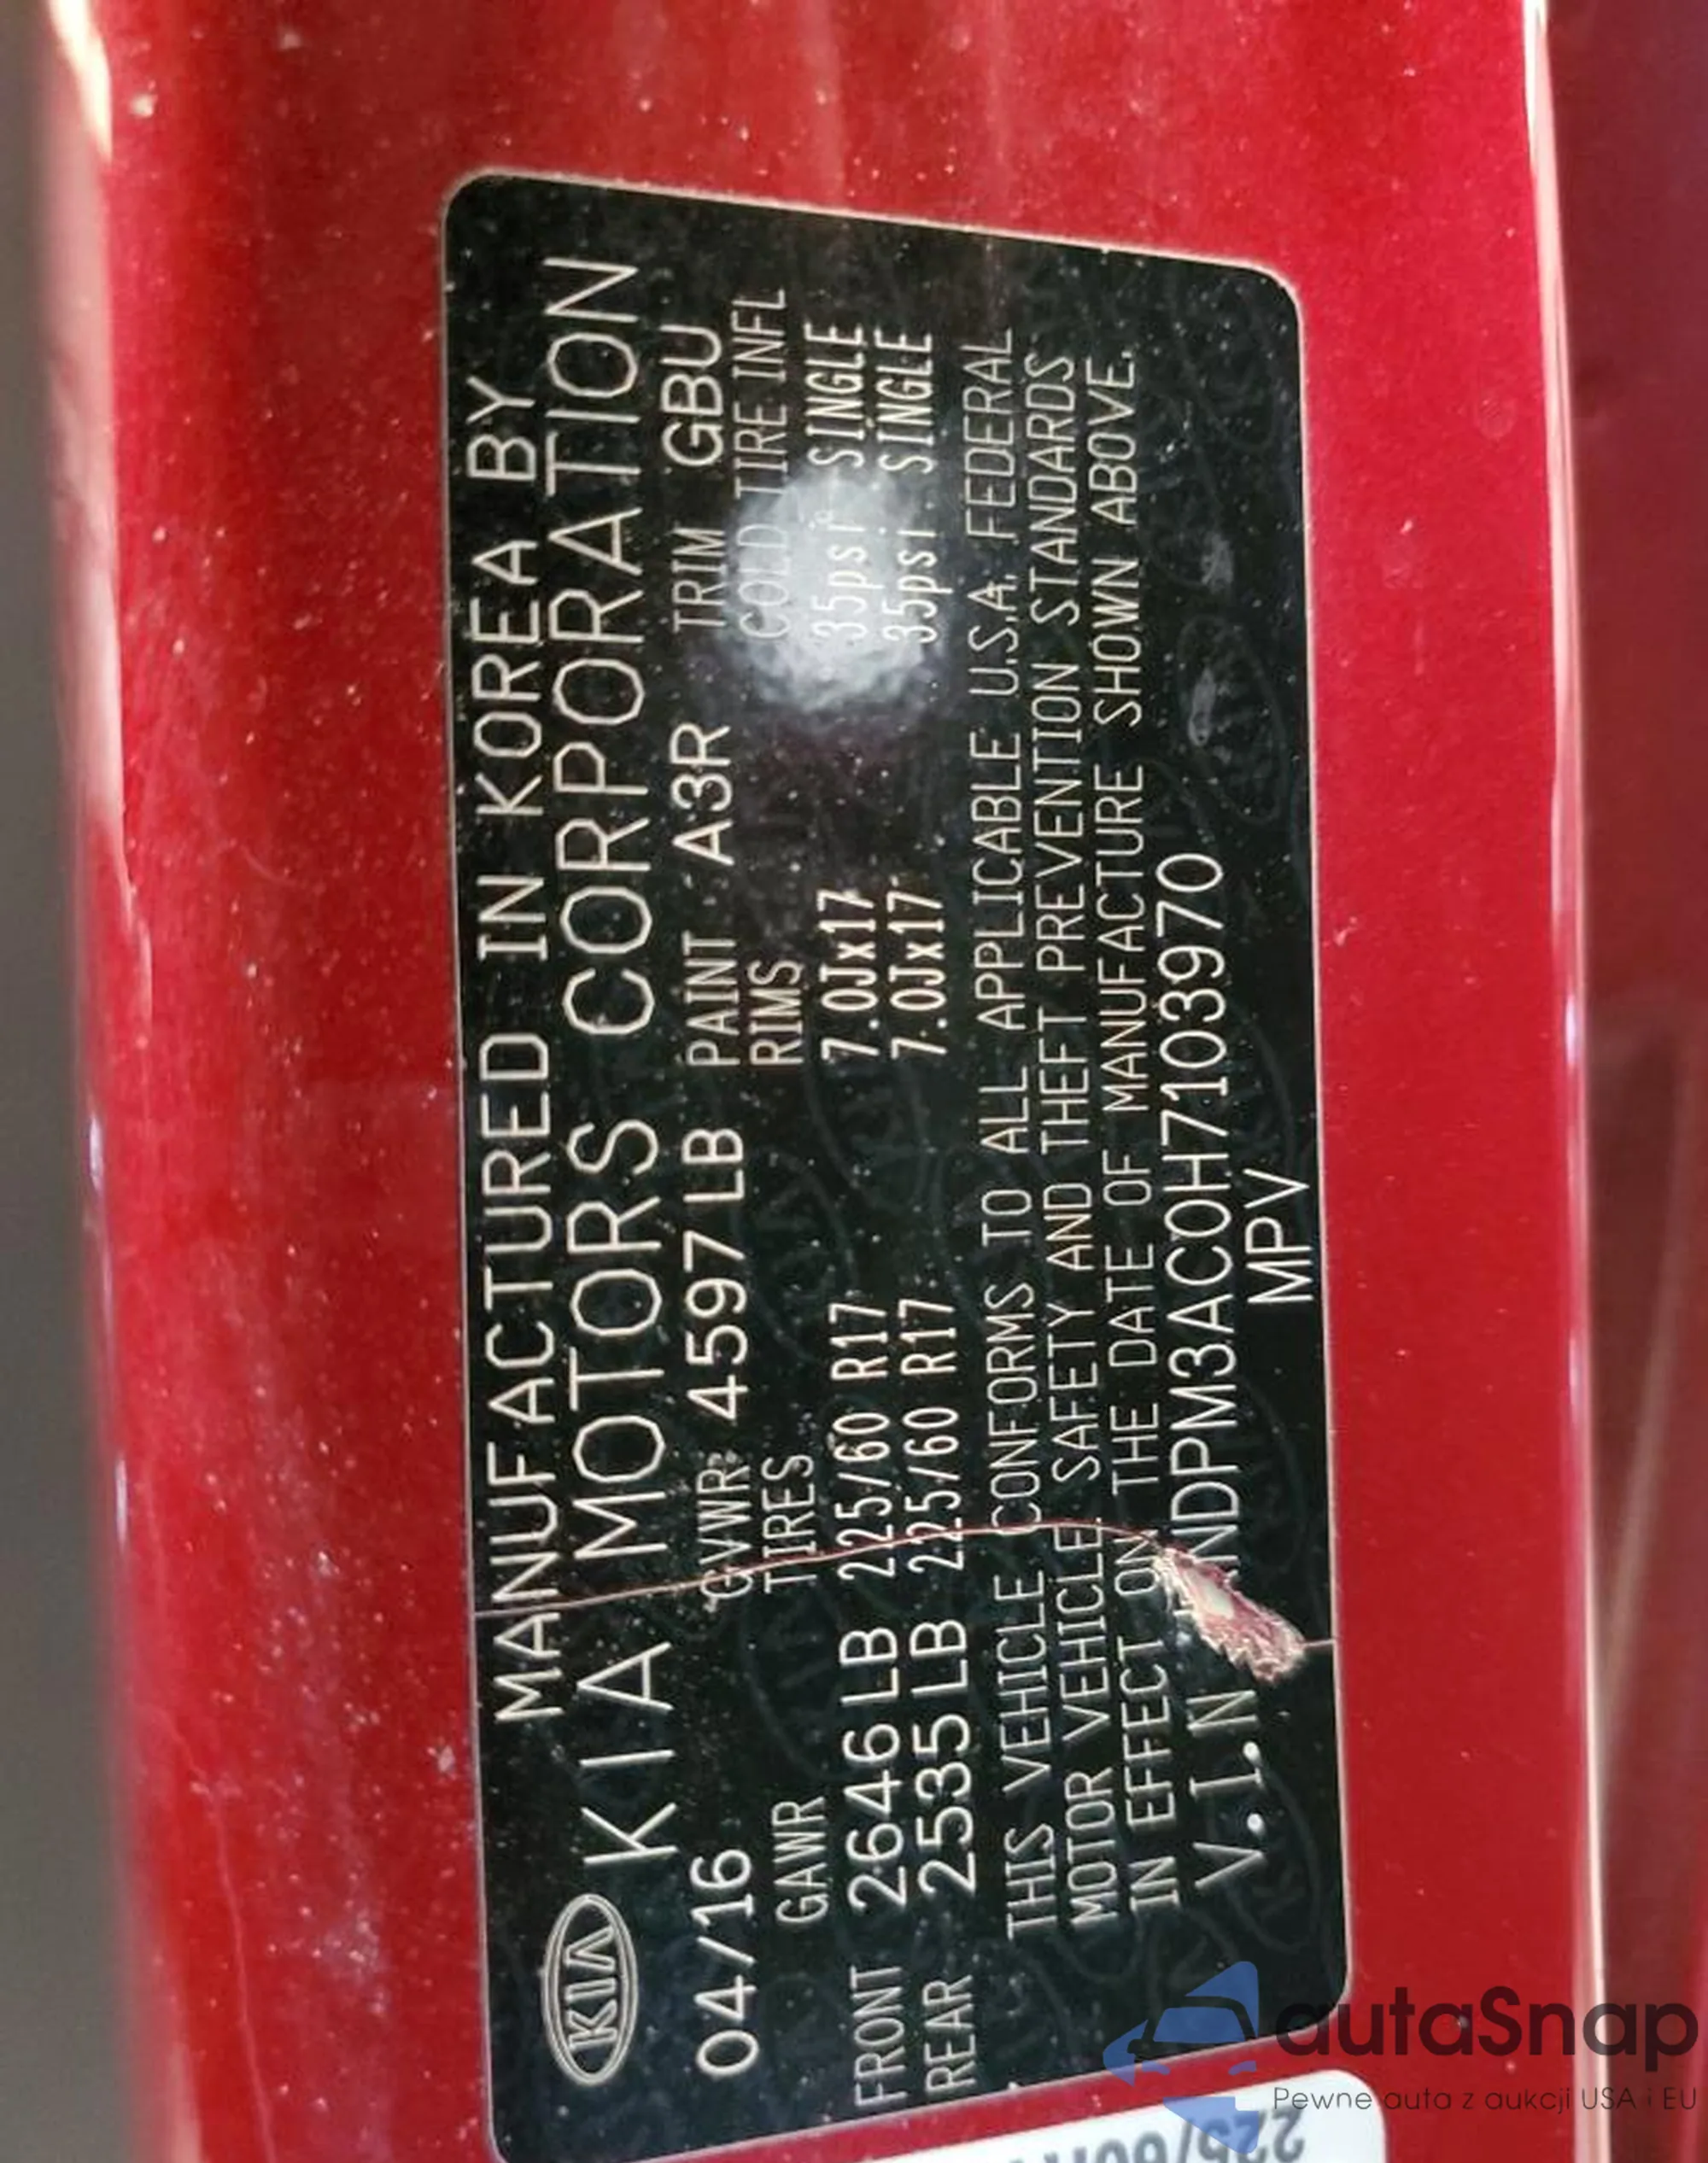 KIA
MANUFACTURED IN KOREA BY
KIA MOTORS CORPORATION
04/16 GVWR: 4597 LB PAINT A3R TRIM GBU
GAWR TIRES RIMS COLD TIRE INFL
FRONT 2646 LB 225/60 R17 7.0Jx17 35psi SINGLE
REAR 2535 LB 225/60 R17 7.0Jx17 35psi SINGLE
THIS VEHICLE CONFORMS TO ALL APPLICABLE U.S.A. FEDERAL
MOTOR VEHICLE SAFETY AND THEFT PREVENTION STANDARDS
IN EFFECT ON THE DATE OF MANUFACTURE SHOWN ABOVE.
V.I.N NDPM3AC0H7103970
MPV
225/60R
autaSnap
Pewne auta z aukcji USA i EU